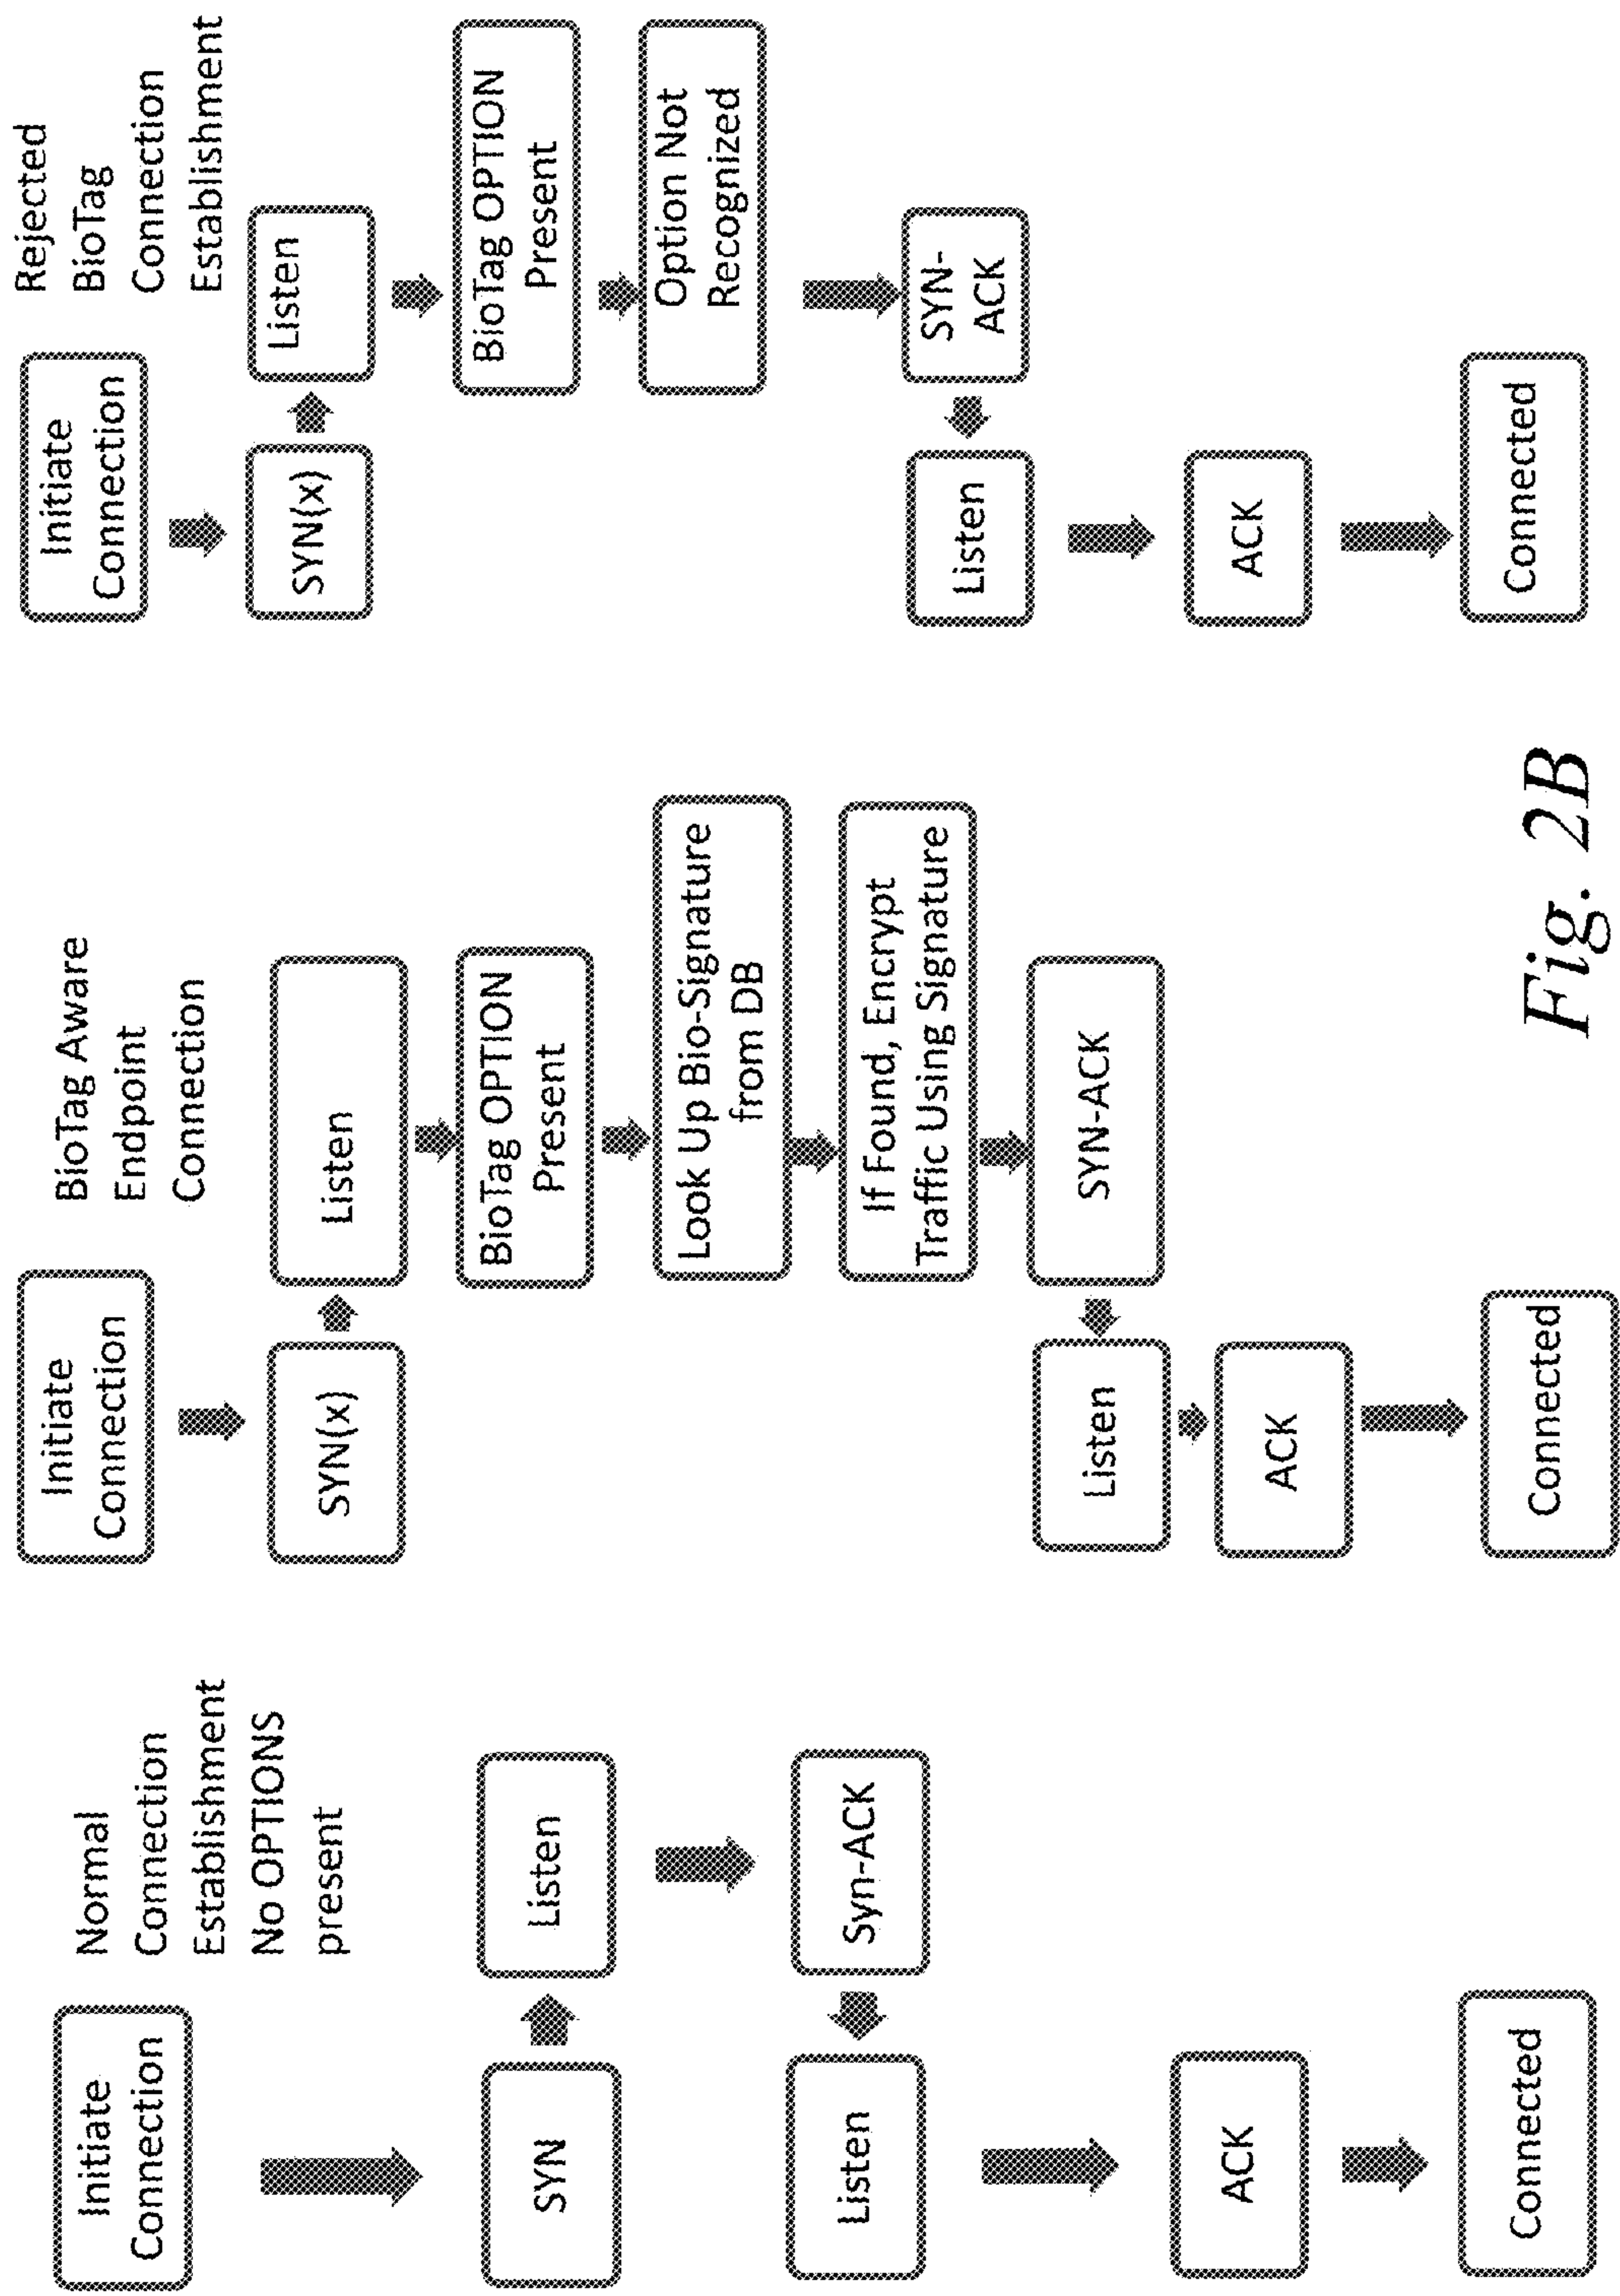 Initiate
Connection
Normal
Connection
Establishment
No OPTIONS
present
SYN
Listen
Syn-ACK
Listen
ACK
Connected
Initiate
Connection
BioTag Aware
Endpoint
Connection
SYN(x)
Listen
BioTag OPTION
Present
Look Up Bio-Signature
from DB
If Found, Encrypt
Traffic Using Signature
SYN-ACK
Listen
ACK
Connected
Initiate
Connection
Rejected
BioTag
Connection
Establishment
SYN(x)
Listen
BioTag OPTION
Present
Option Not
Recognized
SYN-
ACK
Listen
ACK
Connected
Fig. 2B